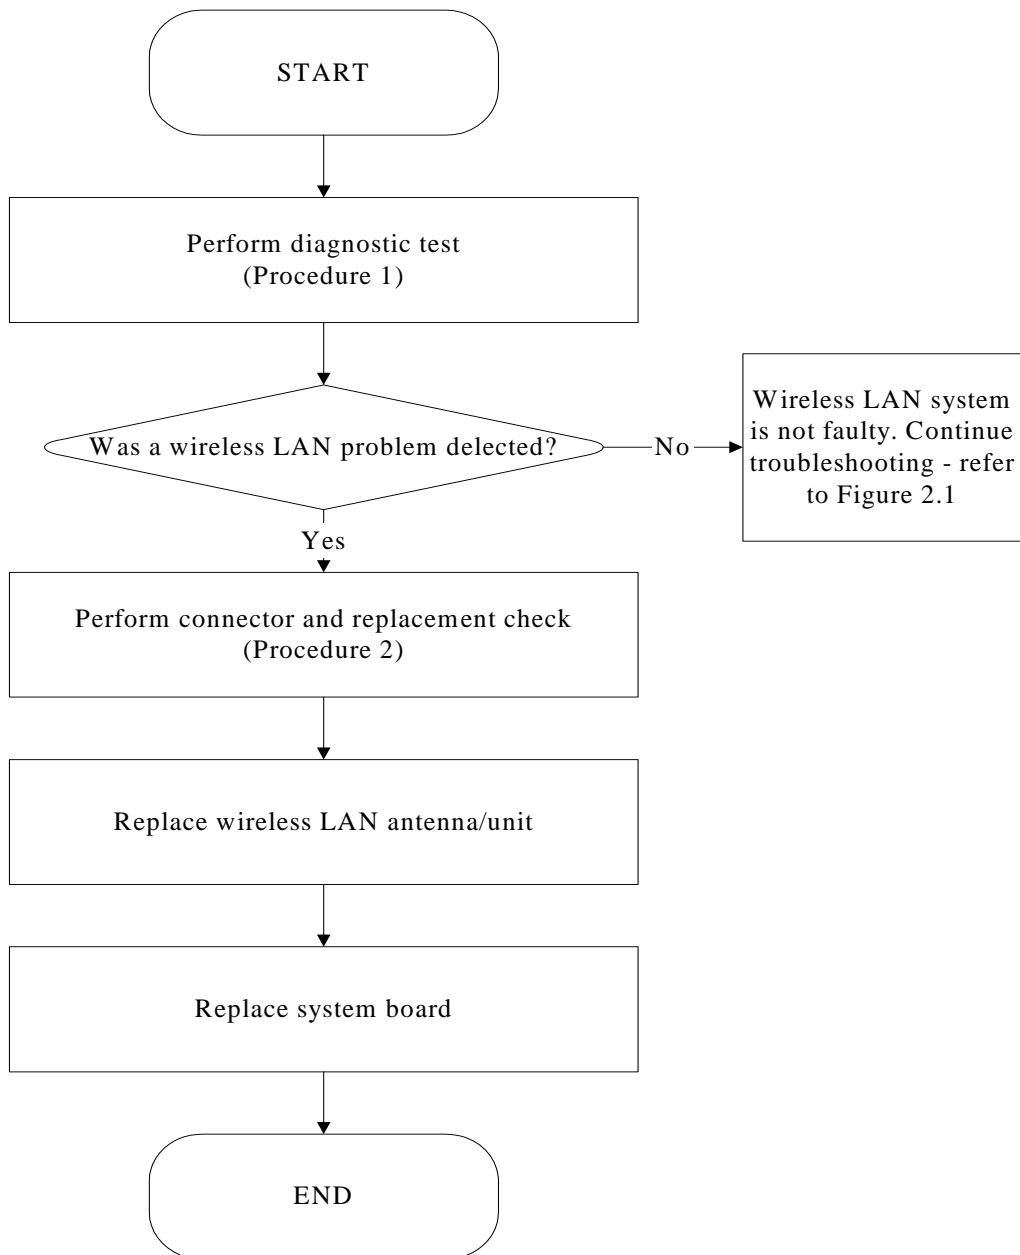 START
Perform diagnostic test
(Procedure 1)
Was a wireless LAN problem delected?
No
Wireless LAN system
is not faulty. Continue
troubleshooting - refer
to Figure 2.1
Yes
Perform connector and replacement check
(Procedure 2)
Replace wireless LAN antenna/unit
Replace system board
END